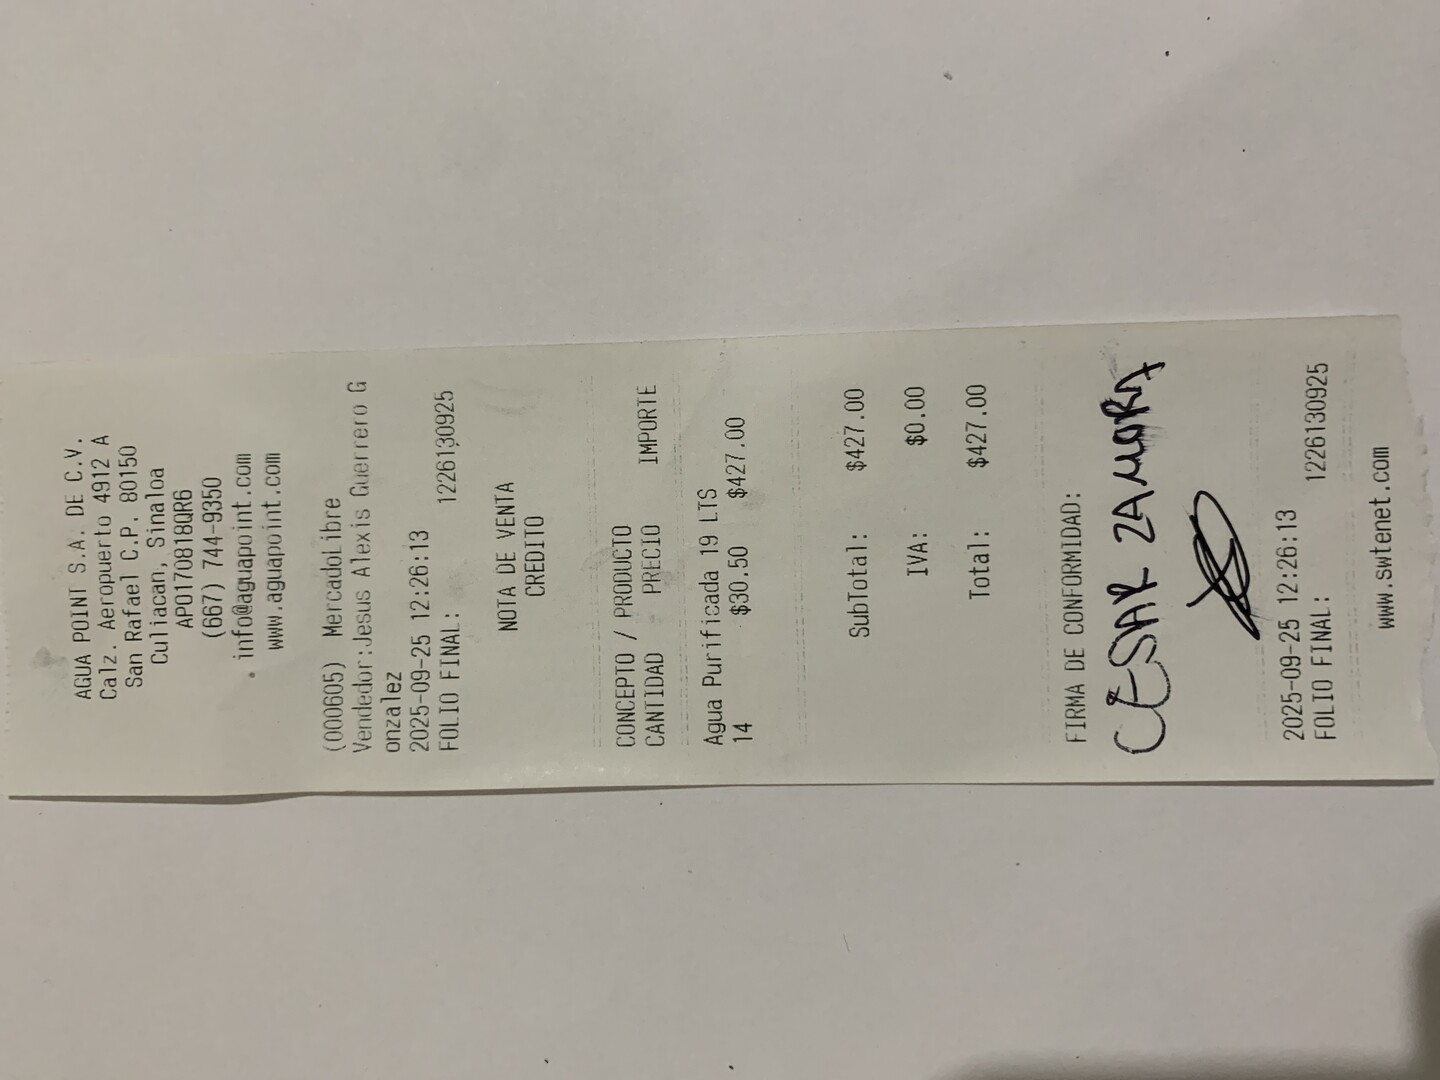 AGUA POINT S.A. DE C.V.
Calz. Aeropuerto 4912 A
San Rafael C.P. 80150
Culiacan, Sinaloa
APO170818QR6
(667) 744-9350
info@aguapoint.com
www.aguapoint.com
(000605) MercadoLibre
Vendedor:Jesus Alexis Guerrero G
onzalez
2025-09-25 12:26:13
FOLIO FINAL: 1226130925
NOTA DE VENTA
CREDITO
CONCEPTO / PRODUCTO
CANTIDAD PRECIO IMPORTE
Agua Purificada 19 LTS
14 $30.50 $427.00
SubTotal: $427.00
IVA: $0.00
Total: $427.00
FIRMA DE CONFORMIDAD:
CESAR ZAMORA
2025-09-25 12:26:13
FOLIO FINAL: 1226130925
www.swtenet.com